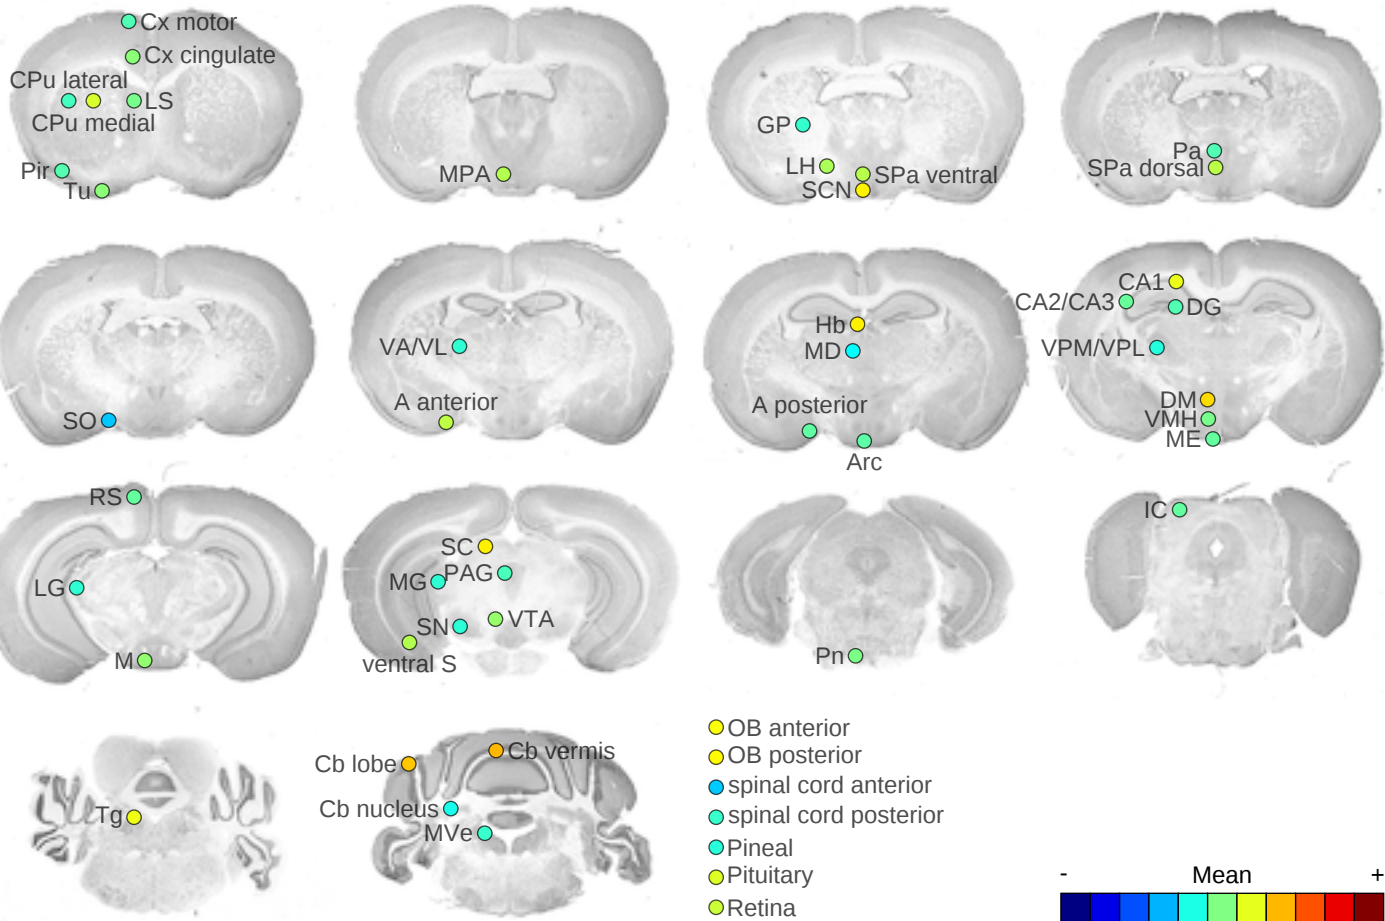 Cx motor
Cx cingulate
CPu lateral
LS
CPu medial
Pir
Tu
MPA
GP
LH
SPa ventral
SCN
Pa
SPa dorsal
SO
VA/VL
A anterior
Hb
MD
A posterior
Arc
CA1
CA2/CA3
DG
VPM/VPL
DM
VMH
ME
RS
LG
M
SC
MG
PAG
SN
VTA
ventral S
Pn
IC
Tg
Cb lobe
Cb vermis
Cb nucleus
MVe
OB anterior
OB posterior
spinal cord anterior
spinal cord posterior
Pineal
Pituitary
Retina
- Mean +